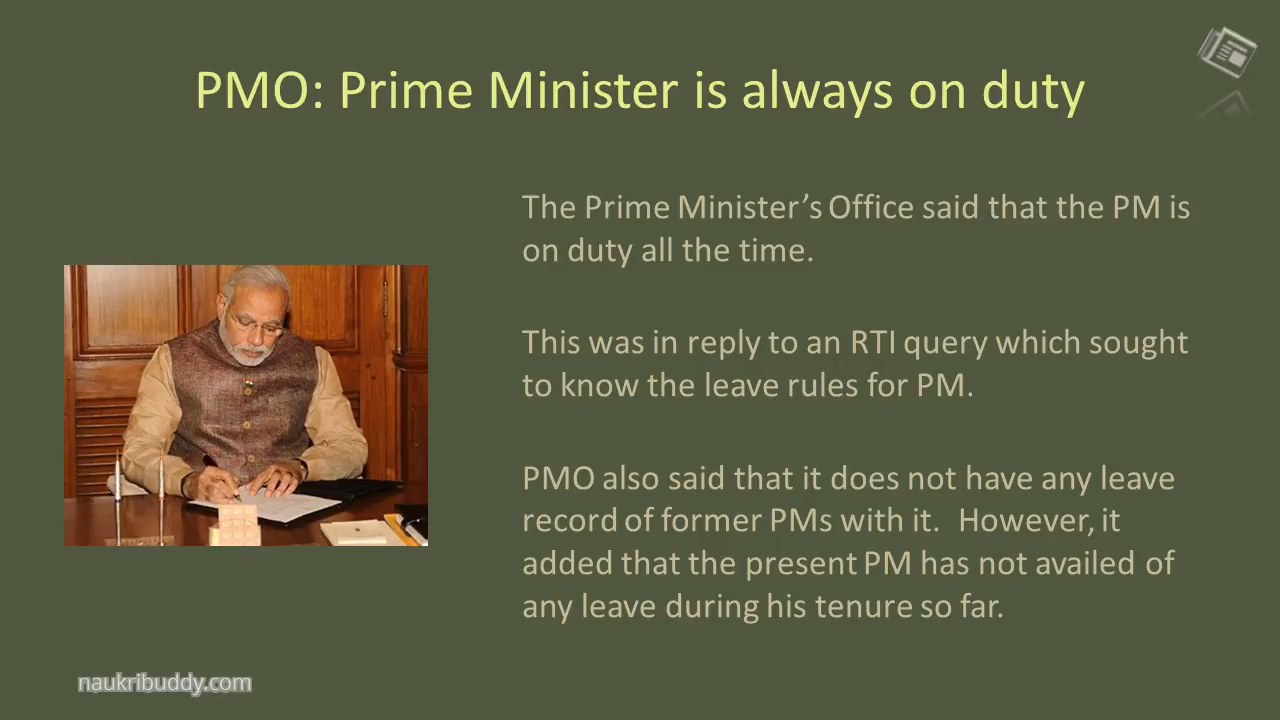 PMO: Prime Minister is always on duty
The Prime Minister’s Office said that the PM is
on duty all the time.
This was in reply to an RTI query which sought
to know the leave rules for PM.
PMO also said that it does not have any leave
record of former PMs with it.  However, it
added that the present PM has not availed of
any leave during his tenure so far.
naukribuddy.com